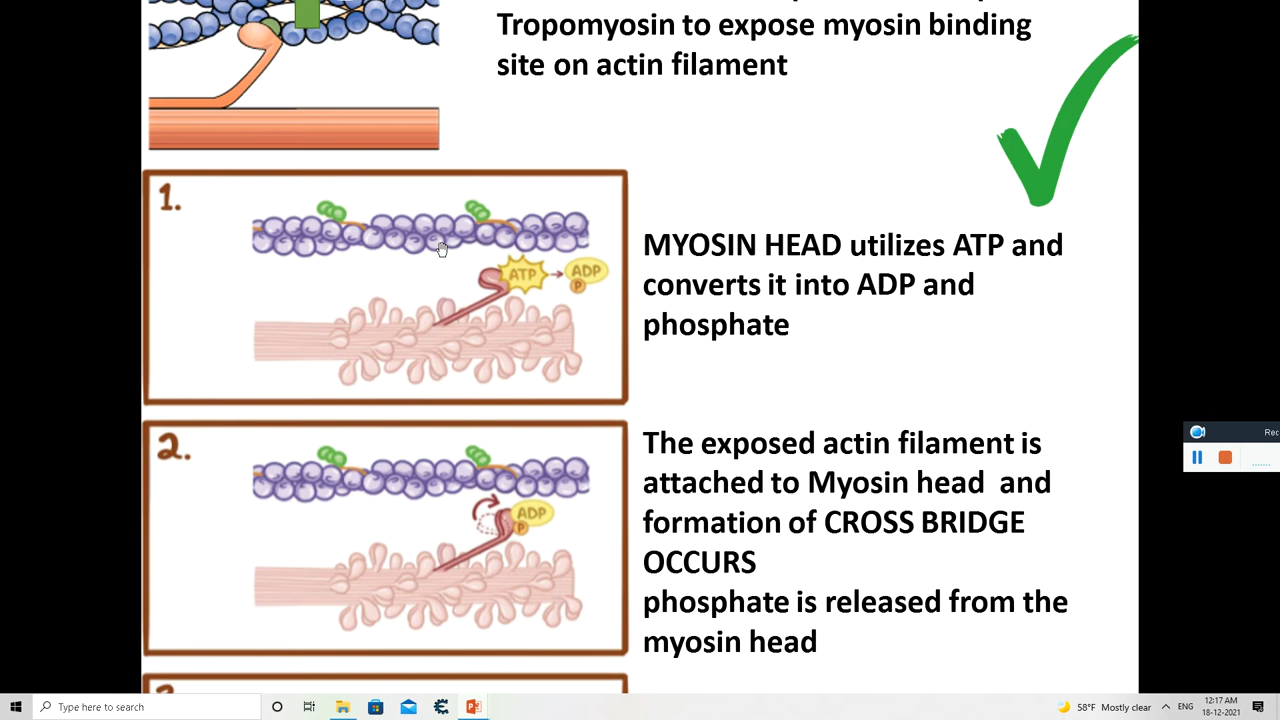 Tropomyosin to expose myosin binding
site on actin filament
1.
ATP
ADP
P
MYOSIN HEAD utilizes ATP and
converts it into ADP and
phosphate
2.
ADP
P
The exposed actin filament is
attached to Myosin head and
formation of CROSS BRIDGE
OCCURS
phosphate is released from the
myosin head
Rec
Type here to search
58°F Mostly clear
ENG
12:17 AM
18-12-2021